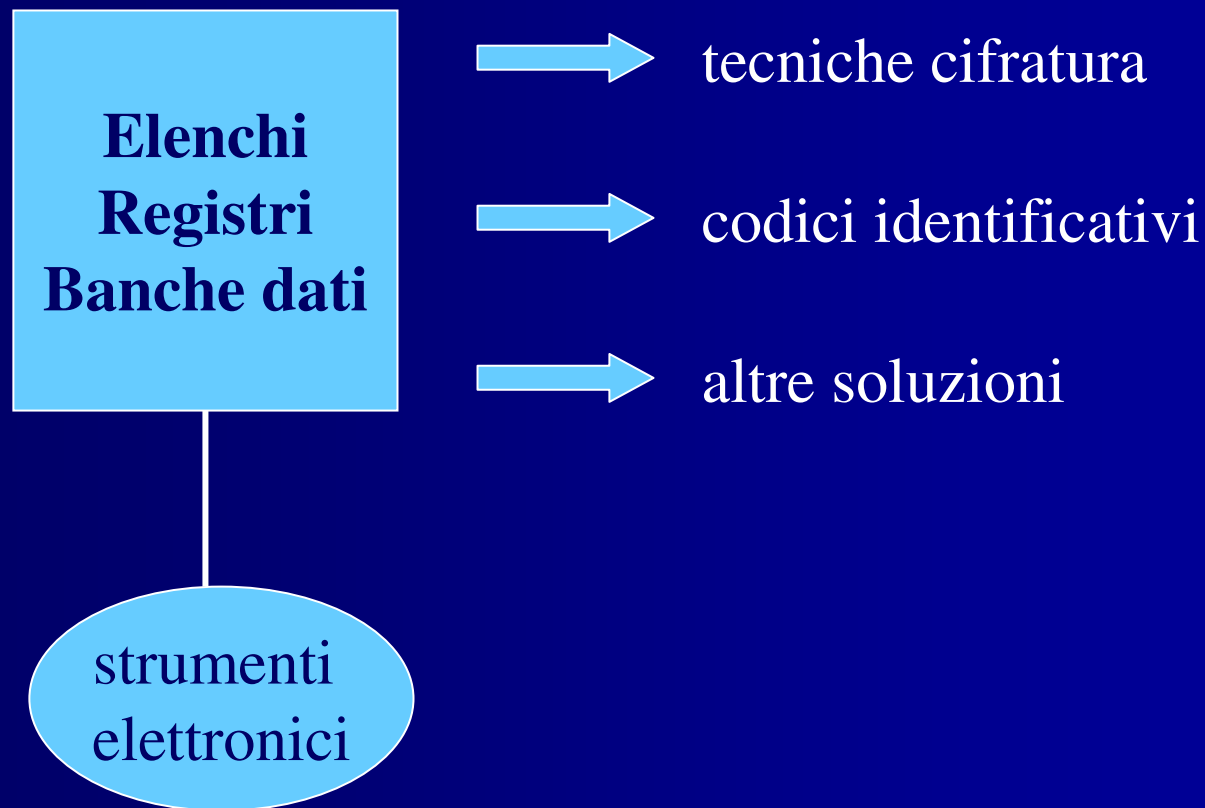 Elenchi
Registri
Banche dati
tecniche cifratura
codici identificativi
altre soluzioni
strumenti
elettronici